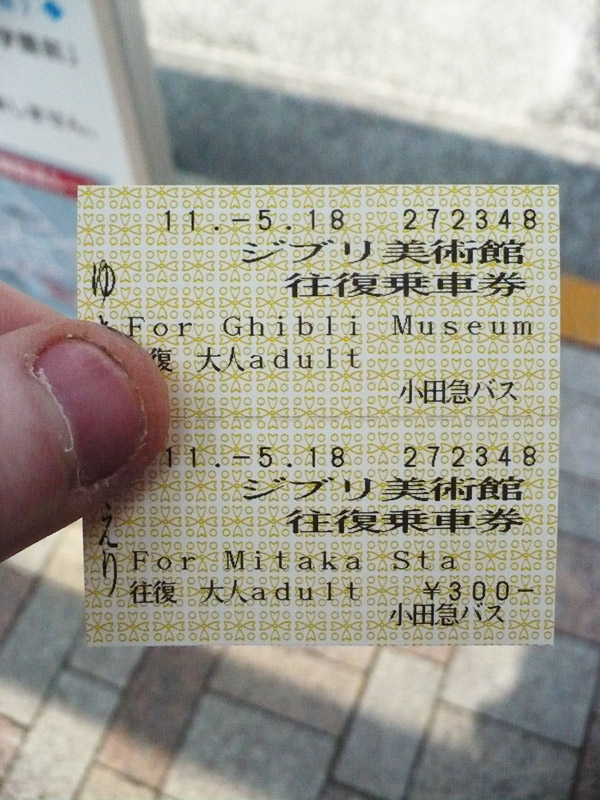 11.-5.18 272348
ジブリ美術館
往復乗車券
For Ghibli Museum
復 大人adult
小田急バス
11.-5.18 272348
ジブリ美術館
往復乗車券
For Mitaka Sta
往復 大人adult ¥300-
小田急バス
ゆ
えり